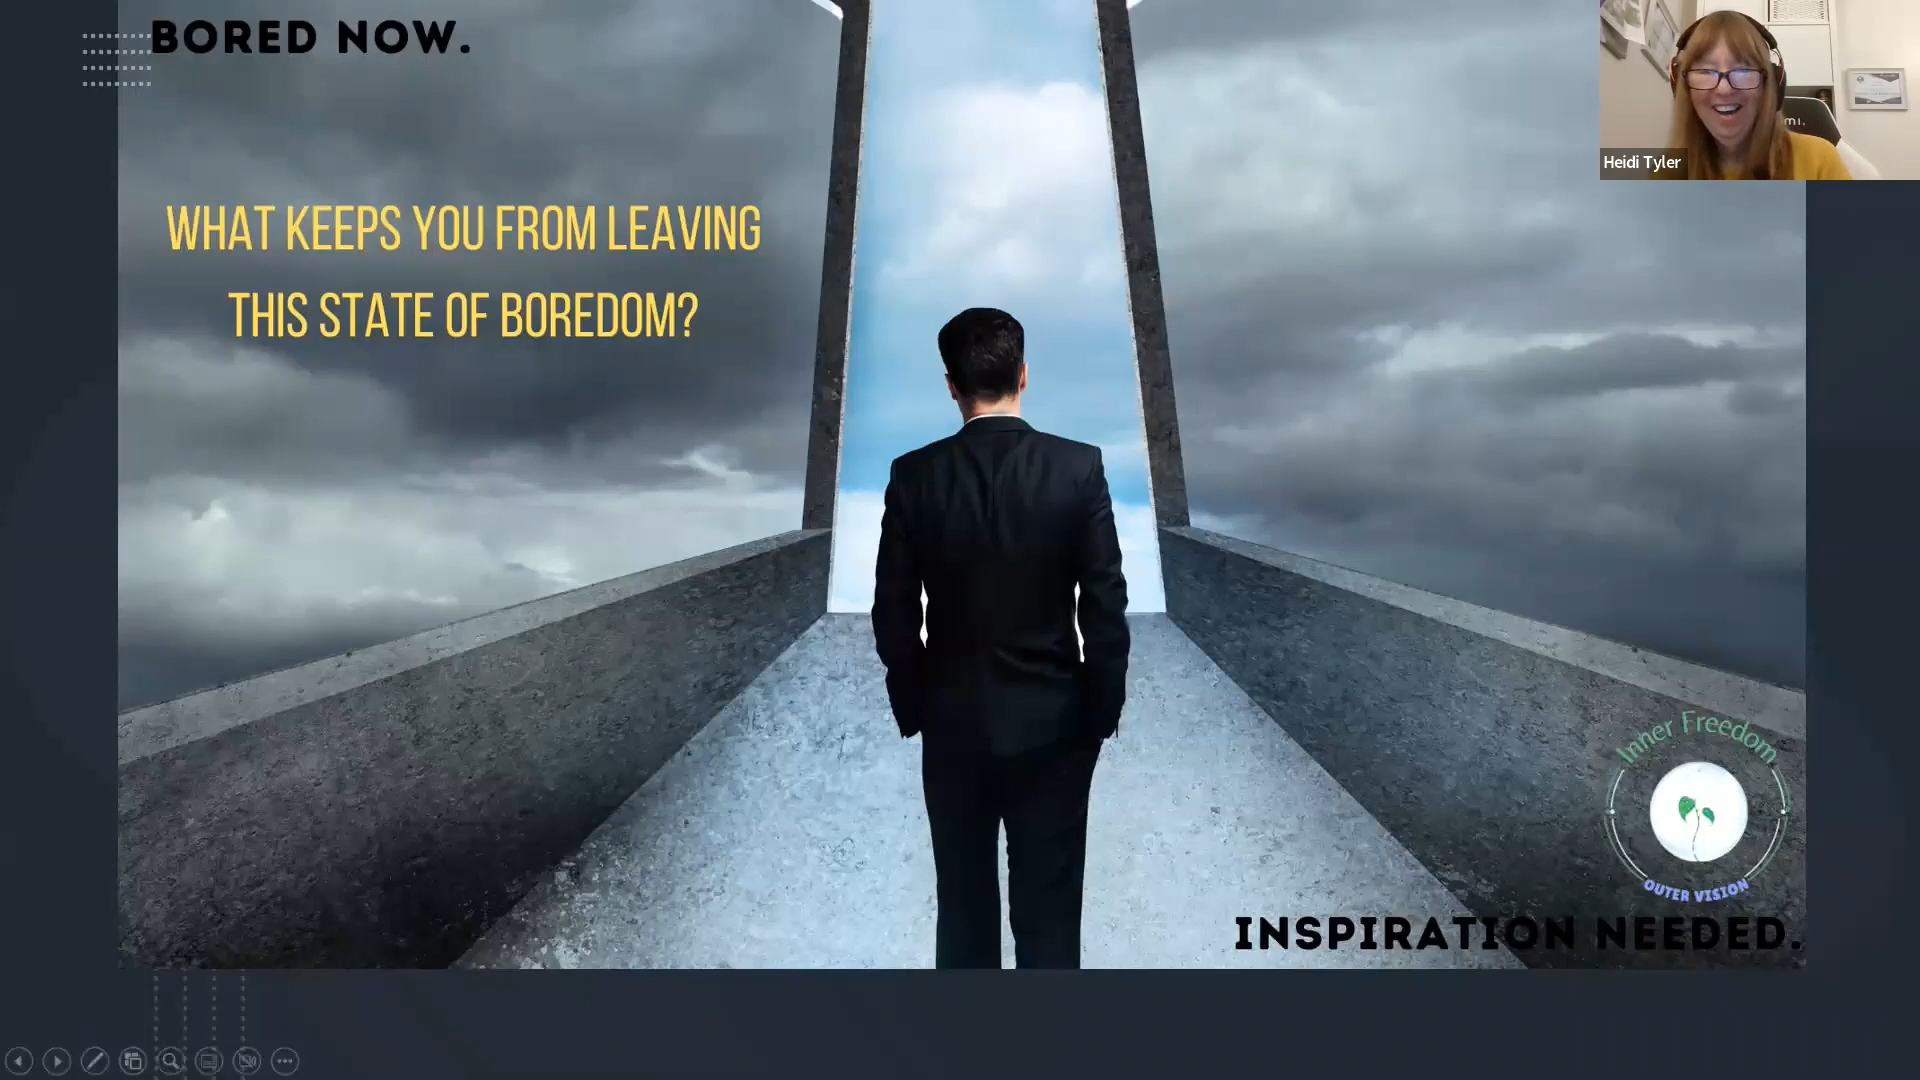 BORED NOW.
Heidi Tyler
WHAT KEEPS YOU FROM LEAVING
THIS STATE OF BOREDOM?
Inner Freedom
OUTER VISION
INSPIRATION NEEDED.